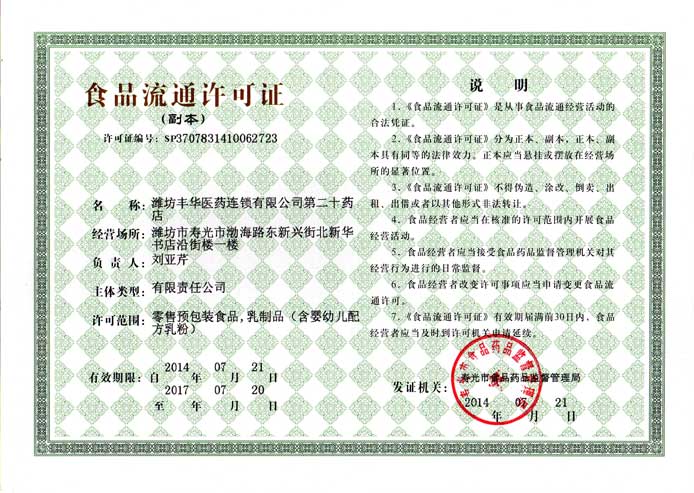 食品流通许可证
(副本)
许可证编号: SP3707831410062723
名 称: 潍坊丰华医药连锁有限公司第二十药
店
经营场所: 潍坊市寿光市渤海路东新兴街北新华
书店沿街楼一楼
负 责 人: 刘亚芹
主体类型: 有限责任公司
许可范围: 零售预包装食品,乳制品(含婴幼儿配
方乳粉)
2014 07 21
有效期限: 自 年 月 日
2017 07 20
至 年 月 日
说 明
1.《食品流通许可证》是从事食品流通经营活动的
合法凭证。
2.《食品流通许可证》分为正本、副本,正本、副
本具有同等的法律效力。正本应当悬挂或摆放在经营场
所的显著位置。
3.《食品流通许可证》不得伪造、涂改、倒卖、出
租、出借或者以其他形式非法转让。
4.食品经营者应当在核准的许可范围内开展食品
经营活动。
5.食品经营者应当接受食品药品监督管理机关对其
经营行为进行的日常监督。
6.食品经营者改变许可事项应当申请变更食品流
通许可。
7.《食品流通许可证》有效期届满前30日内,食品
经营者应当及时到许可机关申请延续。
寿光市食品药品监督管理局
发证机关:
2014 07 21
年 月 日
寿光市食品药品监督管理局